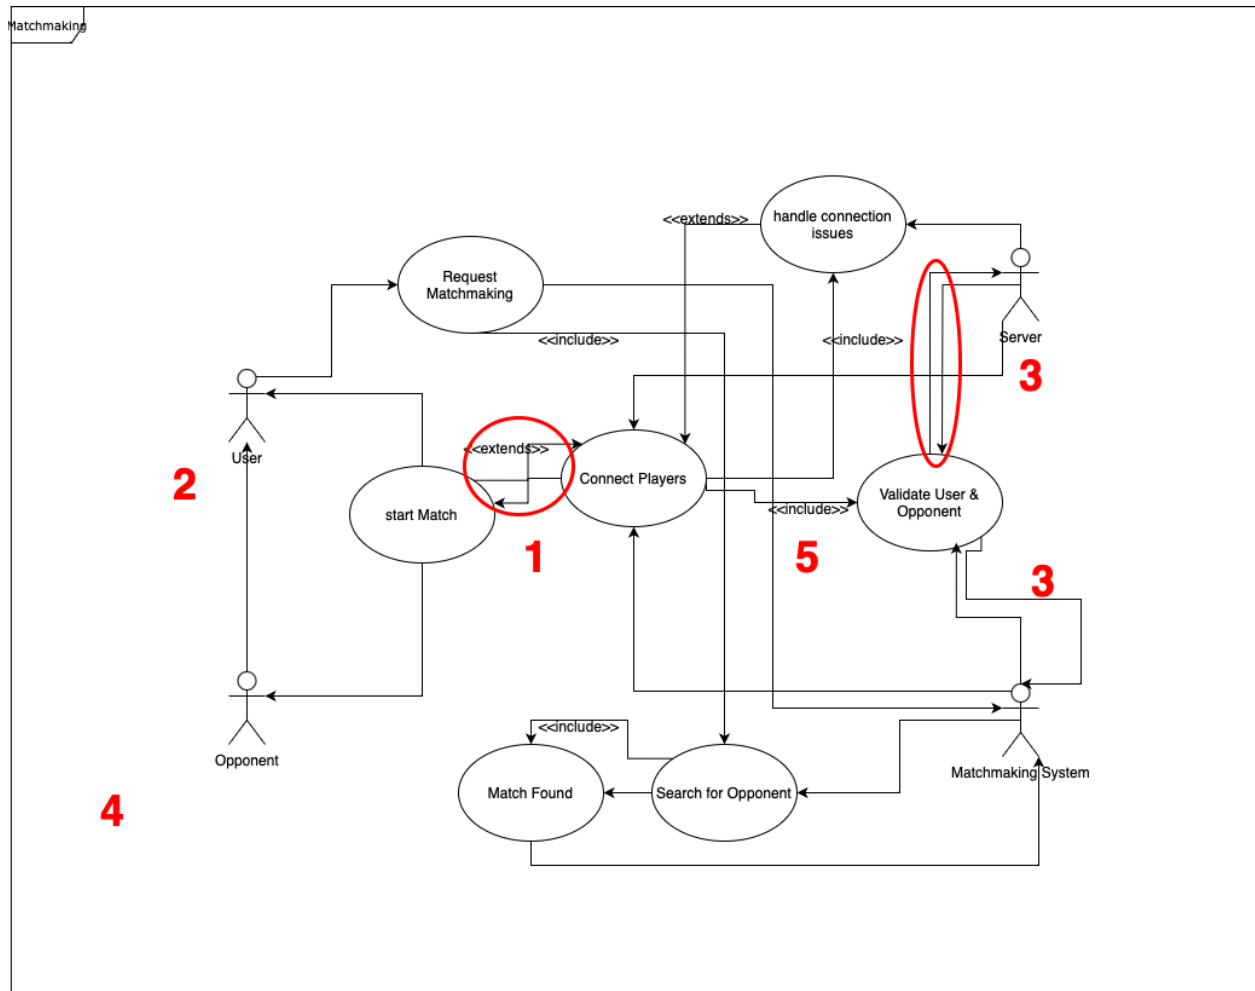 Matchmaking
handle connection
issues
<<extends>>
Request
Matchmaking
<<include>>
<<include>>
Server
3
User
2
<<extends>>
Connect Players
start Match
Validate User &
Opponent
<<include>>
1
5
3
Opponent
<<include>>
Matchmaking System
Match Found
Search for Opponent
4